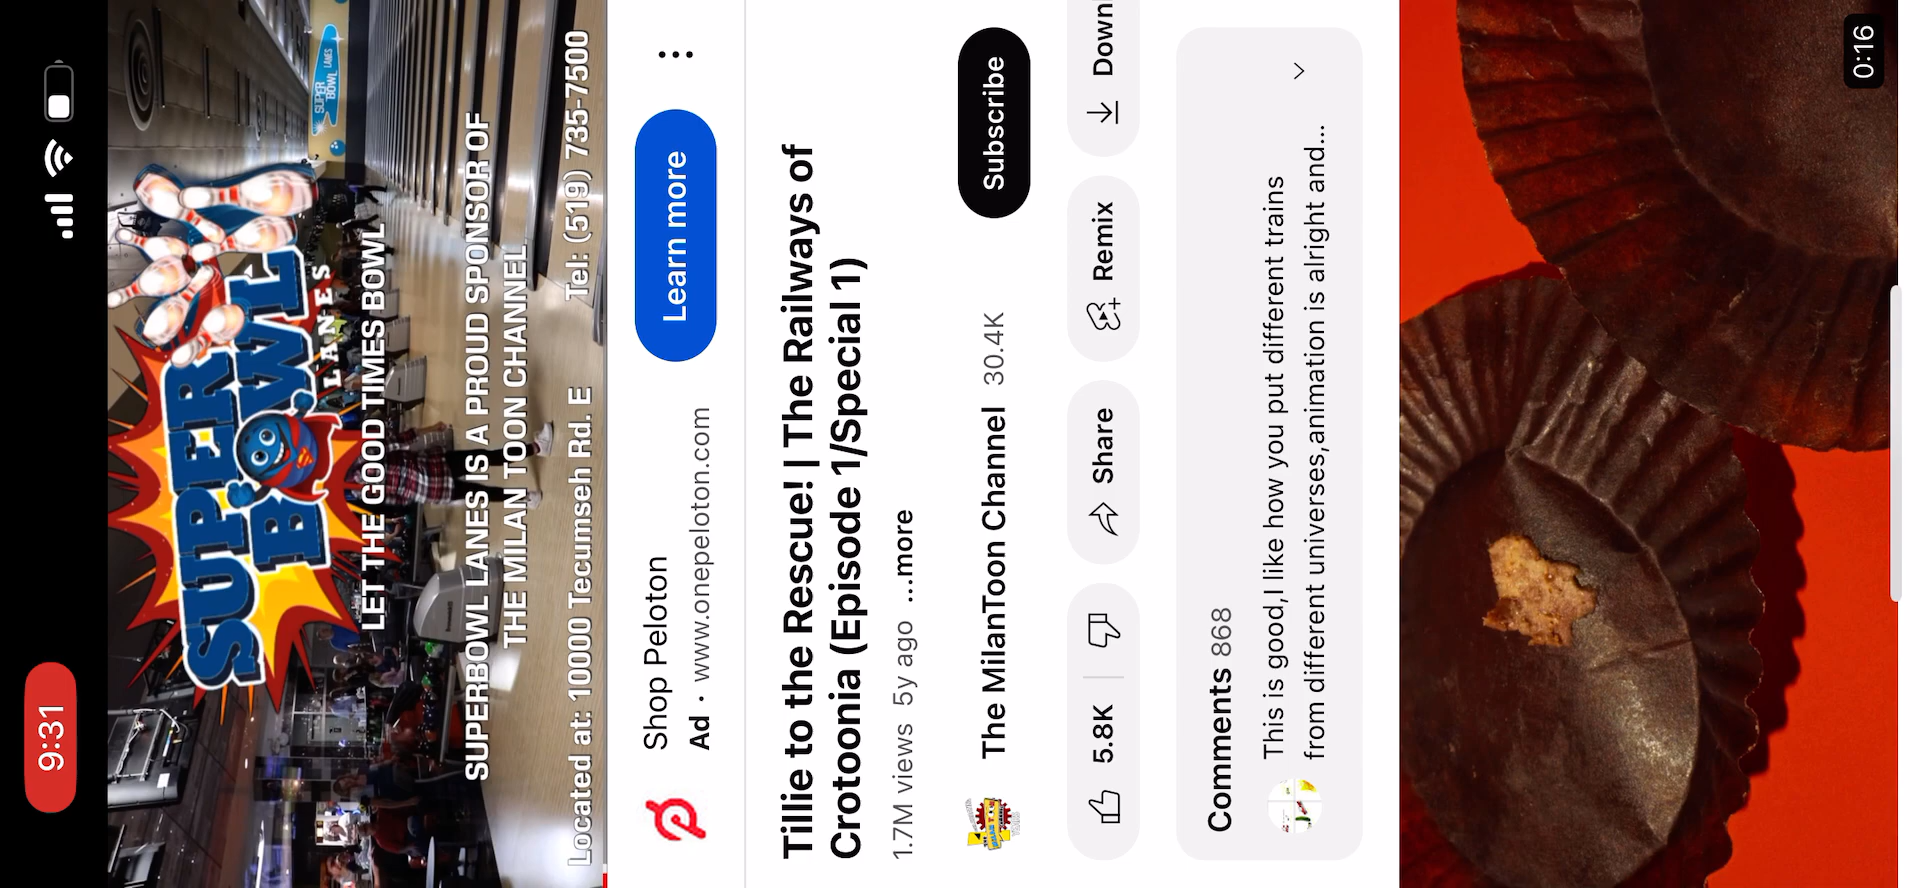 9:31
SUPER
BOWL
LANES
SUPER
BOWL
LANES
LET THE GOOD TIMES BOWL
SUPERBOWL LANES IS A PROUD SPONSOR OF
THE MILAN TOON CHANNEL
Located at: 10000 Tecumseh Rd. E Tel: (519) 735-7500
Shop Peloton
Ad · www.onepeloton.com
Learn more
Tillie to the Rescue! | The Railways of
Crotoonia (Episode 1/Special 1)
1.7M views 5y ago ...more
The MilanToon Channel 30.4K
Subscribe
5.8K
Share
Remix
Downl
Comments 868
This is good,I like how you put different trains
from different universes,animation is alright and...
0:16